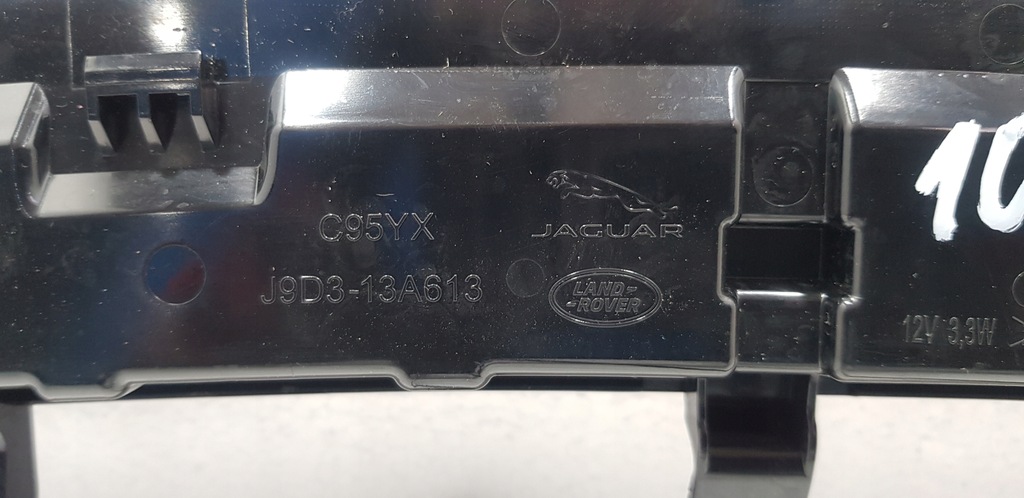 C95YX
J9D3-13A613
JAGUAR
LAND-
-ROVER
12V 3,3W
10